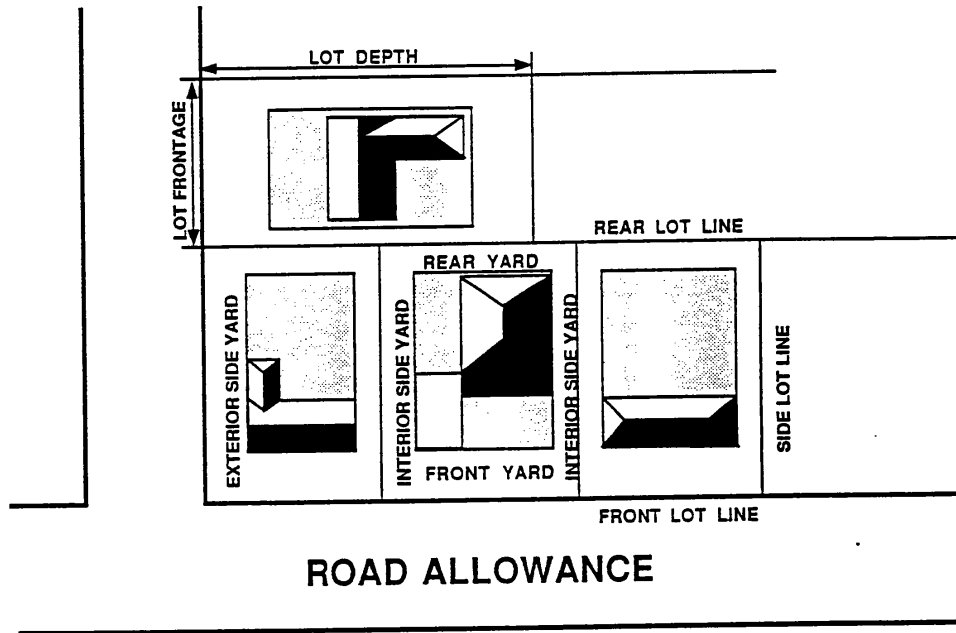 LOT DEPTH
LOT FRONTAGE
REAR LOT LINE
REAR YARD
EXTERIOR SIDE YARD
INTERIOR SIDE YARD
INTERIOR SIDE YARD
SIDE LOT LINE
FRONT YARD
FRONT LOT LINE
ROAD ALLOWANCE